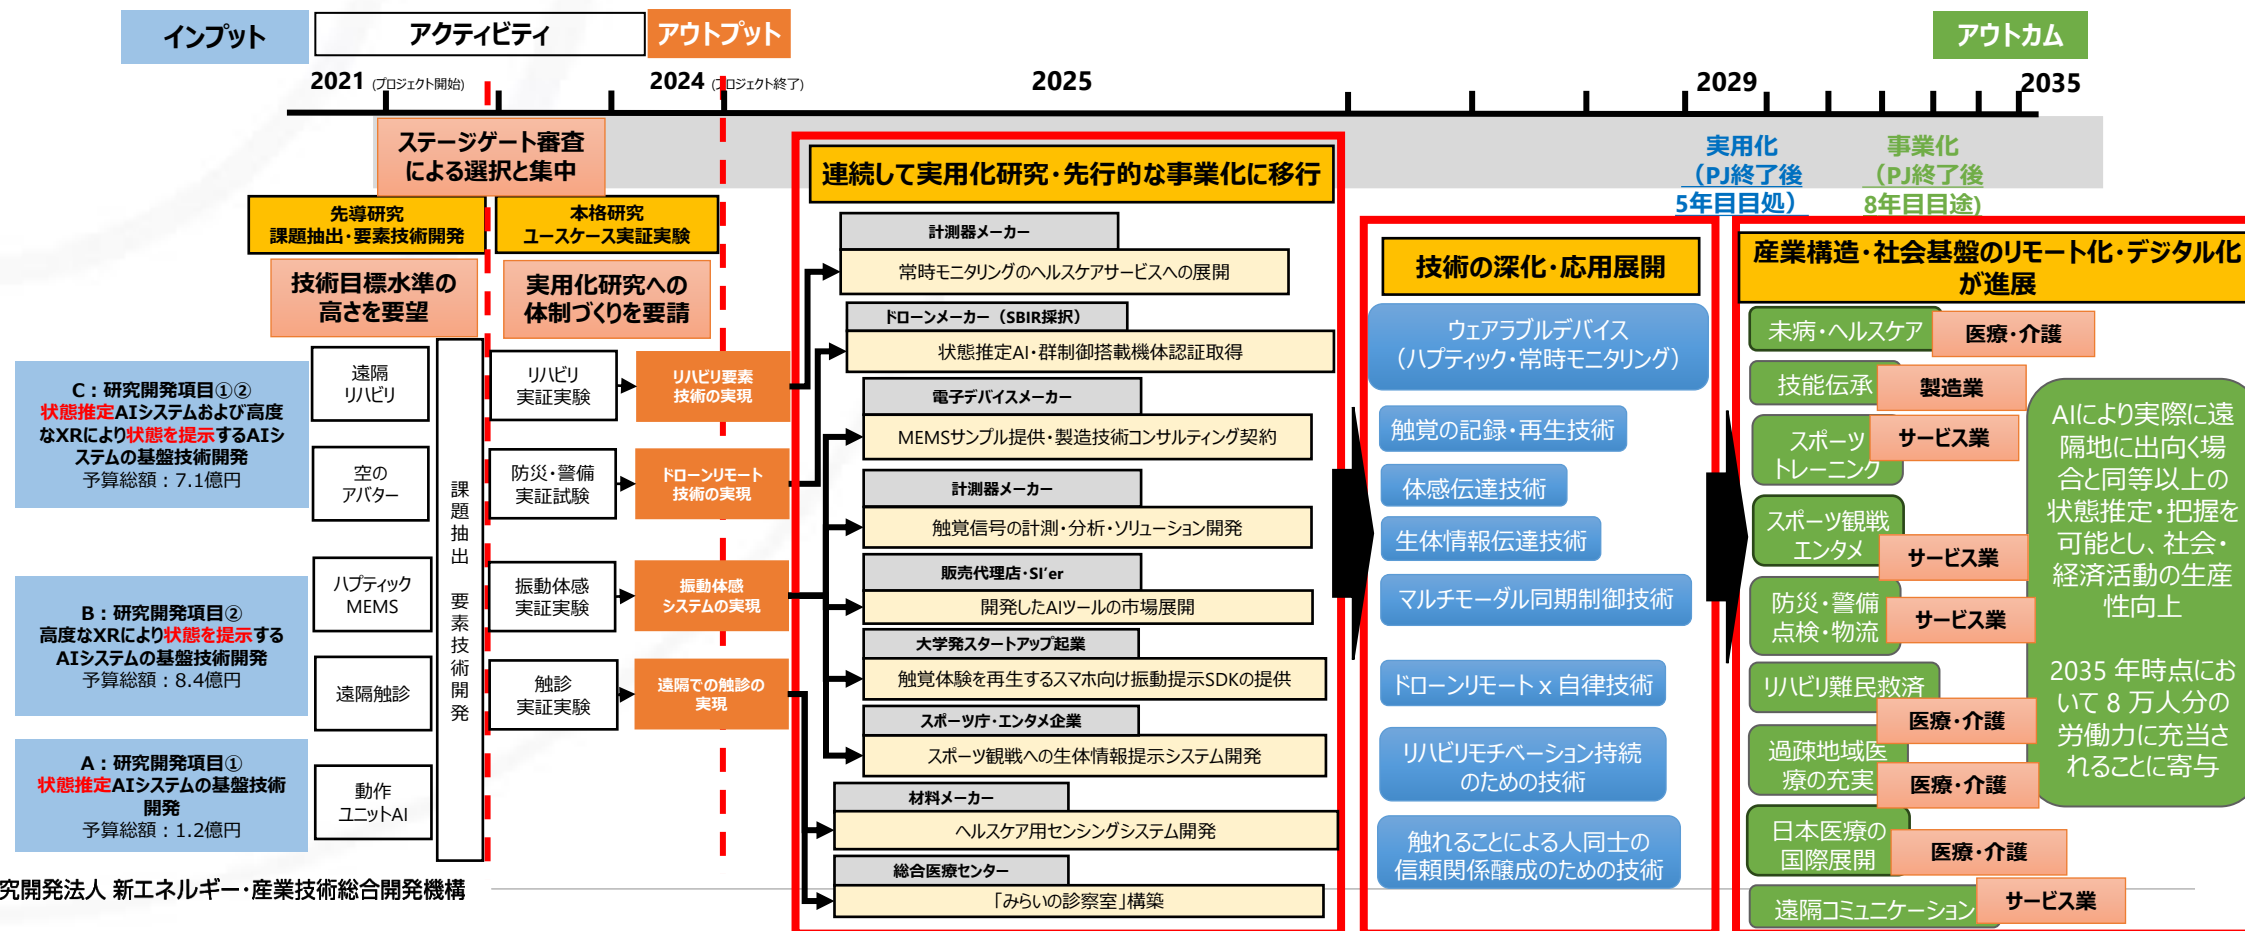 インプット
アクティビティ
アウトプット
アウトカム
2021 (プロジェクト開始)
2024 (プロジェクト終了)
2025
2029
2035
ステージゲート審査
による選択と集中
実用化
（PJ終了後
5年目目処）
事業化
（PJ終了後
8年目目途)
先導研究
課題抽出・要素技術開発
本格研究
ユースケース実証実験
技術目標水準の
高さを要望
実用化研究への
体制づくりを要請
C：研究開発項目①②
状態推定AIシステムおよび高度
なXRにより状態を提示するAIシ
ステムの基盤技術開発
予算総額：7.1億円
B：研究開発項目②
高度なXRにより状態を提示する
AIシステムの基盤技術開発
予算総額：8.4億円
A：研究開発項目①
状態推定AIシステムの基盤技術
開発
予算総額：1.2億円
遠隔
リハビリ
空の
アバター
ハプティック
MEMS
遠隔触診
動作
ユニットAI
課題抽出　要素技術開発
リハビリ
実証実験
防災・警備
実証試験
振動体感
実証実験
触診
実証実験
リハビリ要素
技術の実現
ドローンリモート
技術の実現
振動体感
システムの実現
遠隔での触診の
実現
連続して実用化研究・先行的な事業化に移行
計測器メーカー
常時モニタリングのヘルスケアサービスへの展開
ドローンメーカー（SBIR採択）
状態推定AI・群制御搭載機体認証取得
電子デバイスメーカー
MEMSサンプル提供・製造技術コンサルティング契約
計測器メーカー
触覚信号の計測・分析・ソリューション開発
販売代理店・SI'er
開発したAIツールの市場展開
大学発スタートアップ起業
触覚体験を再生するスマホ向け振動提示SDKの提供
スポーツ庁・エンタメ企業
スポーツ観戦への生体情報提示システム開発
材料メーカー
ヘルスケア用センシングシステム開発
総合医療センター
「みらいの診察室」構築
技術の深化・応用展開
ウェアラブルデバイス
（ハプティック・常時モニタリング）
触覚の記録・再生技術
体感伝達技術
生体情報伝達技術
マルチモーダル同期制御技術
ドローンリモート x 自律技術
リハビリモチベーション持続
のための技術
触れることによる人同士の
信頼関係醸成のための技術
産業構造・社会基盤のリモート化・デジタル化
が進展
未病・ヘルスケア
医療・介護
技能伝承
製造業
スポーツ
トレーニング
サービス業
スポーツ観戦
エンタメ
サービス業
防災・警備
点検・物流
サービス業
リハビリ難民救済
医療・介護
過疎地域医
療の充実
医療・介護
日本医療の
国際展開
医療・介護
遠隔コミュニケーション
サービス業
AIにより実際に遠
隔地に出向く場
合と同等以上の
状態推定・把握を
可能とし、社会・
経済活動の生産
性向上
2035 年時点にお
いて 8 万人分の
労働力に充当さ
れることに寄与
究開発法人 新エネルギー・産業技術総合開発機構